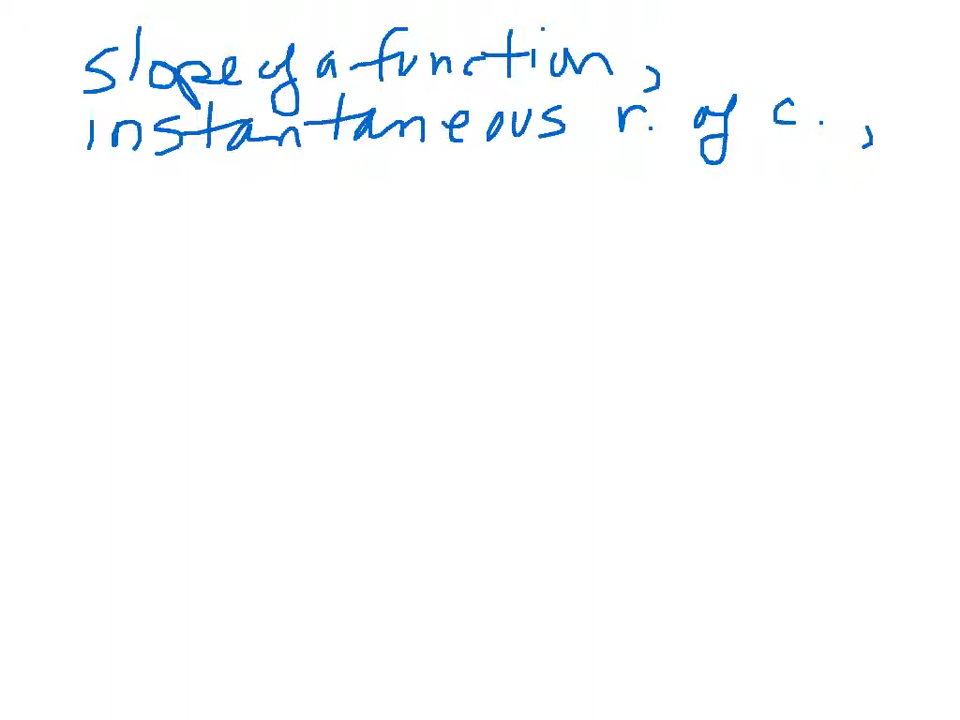 slope of a function,
instantaneous r. of c. ,